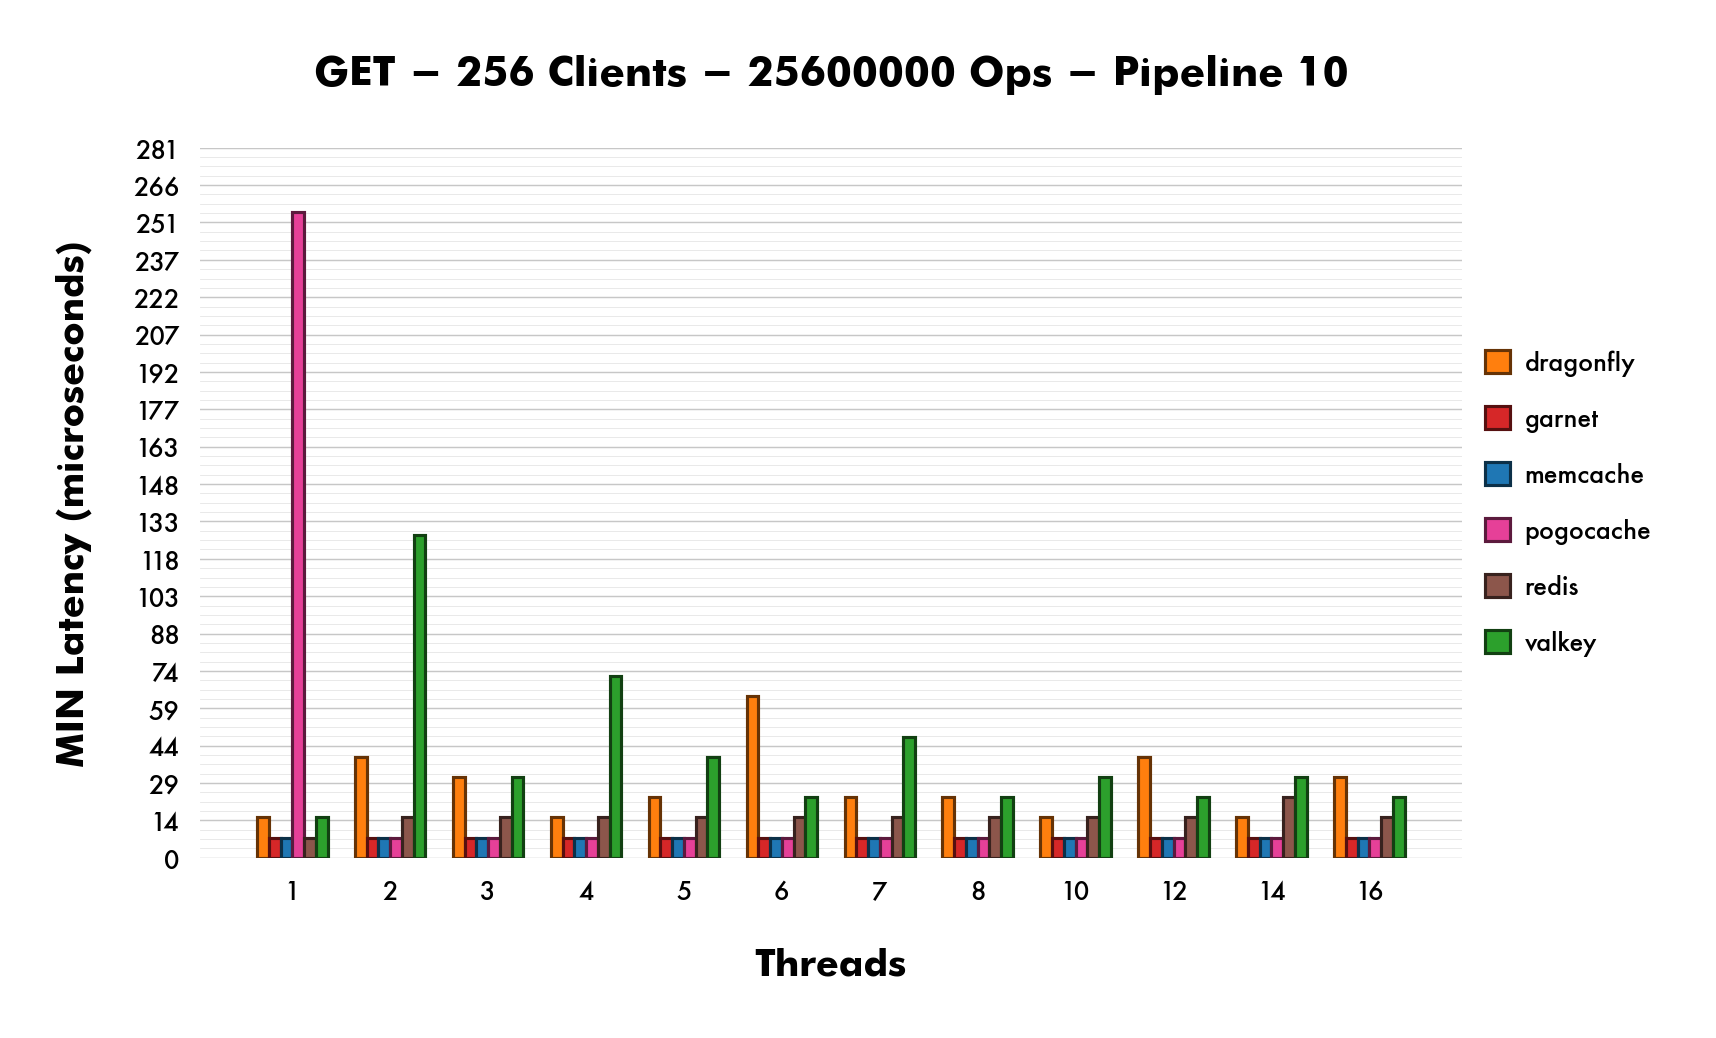 GET – 256 Clients – 25600000 Ops – Pipeline 10
MIN Latency (microseconds)
281
266
251
237
222
207
192
177
163
148
133
118
103
88
74
59
44
29
14
0
1 2 3 4 5 6 7 8 10 12 14 16
Threads
dragonfly
garnet
memcache
pogocache
redis
valkey